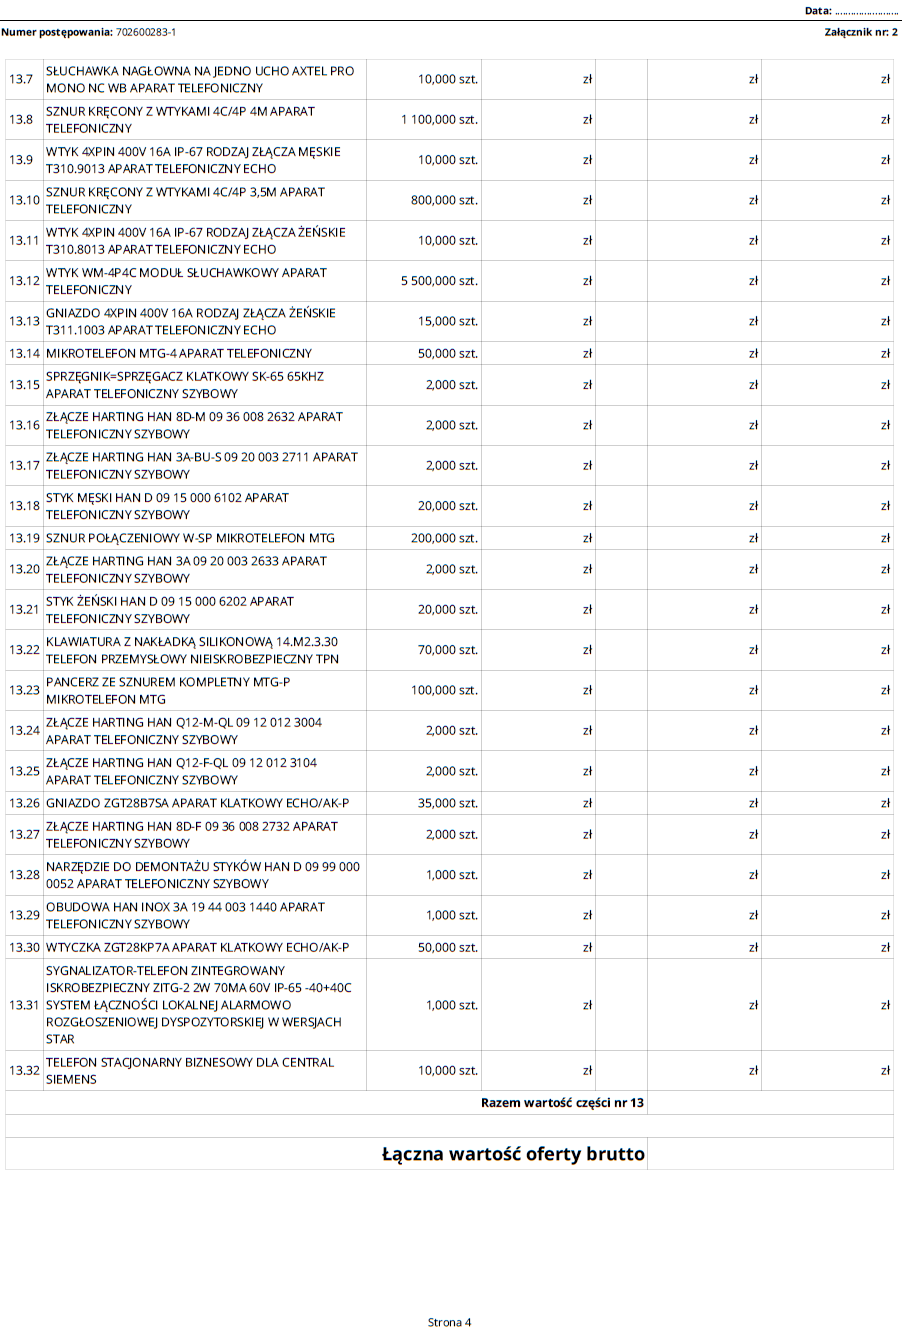 Data: ........................
Numer postępowania: 702600283-1 Załącznik nr: 2
13.7 SŁUCHAWKA NAGŁOWNA NA JEDNO UCHO AXTEL PRO
MONO NC WB APARAT TELEFONICZNY 10,000 szt. zł zł zł
13.8 SZNUR KRĘCONY Z WTYKAMI 4C/4P 4M APARAT
TELEFONICZNY 1 100,000 szt. zł zł zł
13.9 WTYK 4XPIN 400V 16A IP-67 RODZAJ ZŁĄCZA MĘSKIE
T310.9013 APARAT TELEFONICZNY ECHO 10,000 szt. zł zł zł
13.10 SZNUR KRĘCONY Z WTYKAMI 4C/4P 3,5M APARAT
TELEFONICZNY 800,000 szt. zł zł zł
13.11 WTYK 4XPIN 400V 16A IP-67 RODZAJ ZŁĄCZA ŻEŃSKIE
T310.8013 APARAT TELEFONICZNY ECHO 10,000 szt. zł zł zł
13.12 WTYK WM-4P4C MODUŁ SŁUCHAWKOWY APARAT
TELEFONICZNY 5 500,000 szt. zł zł zł
13.13 GNIAZDO 4XPIN 400V 16A RODZAJ ZŁĄCZA ŻEŃSKIE
T311.1003 APARAT TELEFONICZNY ECHO 15,000 szt. zł zł zł
13.14 MIKROTELEFON MTG-4 APARAT TELEFONICZNY 50,000 szt. zł zł zł
13.15 SPRZĘGNIK=SPRZĘGACZ KLATKOWY SK-65 65KHZ
APARAT TELEFONICZNY SZYBOWY 2,000 szt. zł zł zł
13.16 ZŁĄCZE HARTING HAN 8D-M 09 36 008 2632 APARAT
TELEFONICZNY SZYBOWY 2,000 szt. zł zł zł
13.17 ZŁĄCZE HARTING HAN 3A-BU-S 09 20 003 2711 APARAT
TELEFONICZNY SZYBOWY 2,000 szt. zł zł zł
13.18 STYK MĘSKI HAN D 09 15 000 6102 APARAT
TELEFONICZNY SZYBOWY 20,000 szt. zł zł zł
13.19 SZNUR POŁĄCZENIOWY W-SP MIKROTELEFON MTG 200,000 szt. zł zł zł
13.20 ZŁĄCZE HARTING HAN 3A 09 20 003 2633 APARAT
TELEFONICZNY SZYBOWY 2,000 szt. zł zł zł
13.21 STYK ŻEŃSKI HAN D 09 15 000 6202 APARAT
TELEFONICZNY SZYBOWY 20,000 szt. zł zł zł
13.22 KLAWIATURA Z NAKŁADKĄ SILIKONOWĄ 14.M2.3.30
TELEFON PRZEMYSŁOWY NIEISKROBEZPIECZNY TPN 70,000 szt. zł zł zł
13.23 PANCERZ ZE SZNUREM KOMPLETNY MTG-P
MIKROTELEFON MTG 100,000 szt. zł zł zł
13.24 ZŁĄCZE HARTING HAN Q12-M-QL 09 12 012 3004
APARAT TELEFONICZNY SZYBOWY 2,000 szt. zł zł zł
13.25 ZŁĄCZE HARTING HAN Q12-F-QL 09 12 012 3104
APARAT TELEFONICZNY SZYBOWY 2,000 szt. zł zł zł
13.26 GNIAZDO ZGT28B7SA APARAT KLATKOWY ECHO/AK-P 35,000 szt. zł zł zł
13.27 ZŁĄCZE HARTING HAN 8D-F 09 36 008 2732 APARAT
TELEFONICZNY SZYBOWY 2,000 szt. zł zł zł
13.28 NARZĘDZIE DO DEMONTAŻU STYKÓW HAN D 09 99 000
0052 APARAT TELEFONICZNY SZYBOWY 1,000 szt. zł zł zł
13.29 OBUDOWA HAN INOX 3A 19 44 003 1440 APARAT
TELEFONICZNY SZYBOWY 1,000 szt. zł zł zł
13.30 WTYCZKA ZGT28KP7A APARAT KLATKOWY ECHO/AK-P 50,000 szt. zł zł zł
SYGNALIZATOR-TELEFON ZINTEGROWANY
ISKROBEZPIECZNY ZITG-2 2W 70MA 60V IP-65 -40+40C
13.31 SYSTEM ŁĄCZNOŚCI LOKALNEJ ALARMOWO 1,000 szt. zł zł zł
ROZGŁOSZENIOWEJ DYSPOZYTORSKIEJ W WERSJACH
STAR
13.32 TELEFON STACJONARNY BIZNESOWY DLA CENTRAL
SIEMENS 10,000 szt. zł zł zł
Razem wartość części nr 13
Łączna wartość oferty brutto
Strona 4